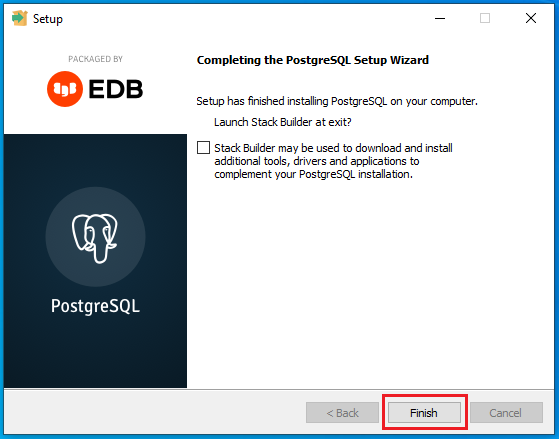 Setup
PACKAGED BY
EDB
PostgreSQL
Completing the PostgreSQL Setup Wizard
Setup has finished installing PostgreSQL on your computer.
Launch Stack Builder at exit?
Stack Builder may be used to download and install
additional tools, drivers and applications to
complement your PostgreSQL installation.
< Back
Finish
Cancel